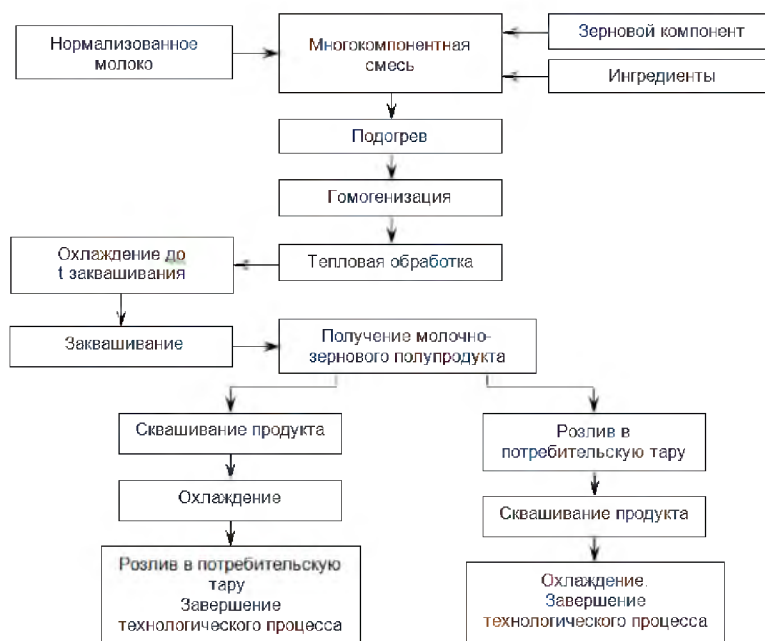 Нормализованное
молоко
Многокомпонентная
смесь
Зерновой компонент
Ингредиенты
Подогрев
Гомогенизация
Тепловая обработка
Охлаждение до
t заквашивания
Заквашивание
Получение молочно-
зернового полупродукта
Сквашивание продукта
Охлаждение
Розлив в потребительскую
тару
Завершение
технологического процесса
Розлив в
потребительскую тару
Сквашивание продукта
Охлаждение.
Завершение
технологического процесса